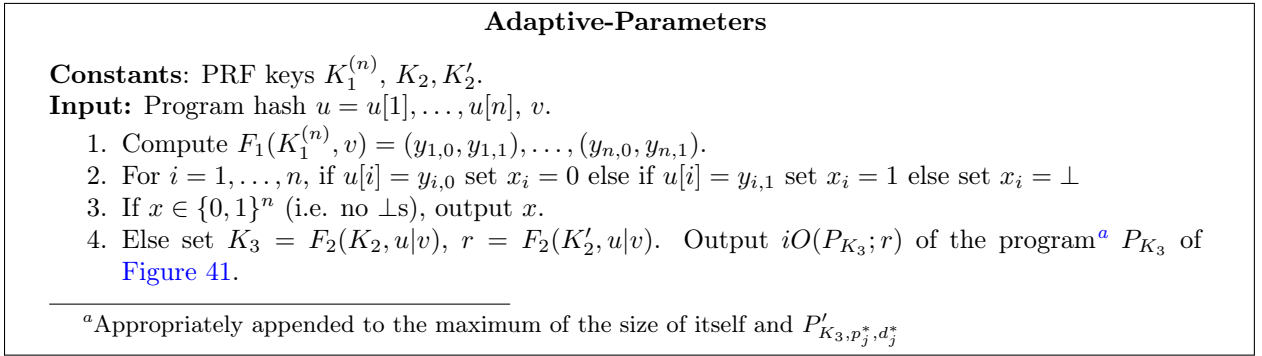 Adaptive-Parameters
Constants: PRF keys K_1^{(n)}, K_2, K_2'.
Input: Program hash u = u[1], . . . , u[n], v.
1. Compute F_1(K_1^{(n)}, v) = (y_{1,0}, y_{1,1}), . . . , (y_{n,0}, y_{n,1}).
2. For i = 1, . . . , n, if u[i] = y_{i,0} set x_i = 0 else if u[i] = y_{i,1} set x_i = 1 else set x_i = ⊥
3. If x ∈ {0, 1}^n (i.e. no ⊥s), output x.
4. Else set K_3 = F_2(K_2, u|v), r = F_2(K_2', u|v). Output iO(P_{K_3}; r) of the program^a P_{K_3} of
Figure 41.
^aAppropriately appended to the maximum of the size of itself and P'_{K_3,p_j^*,d_j^*}